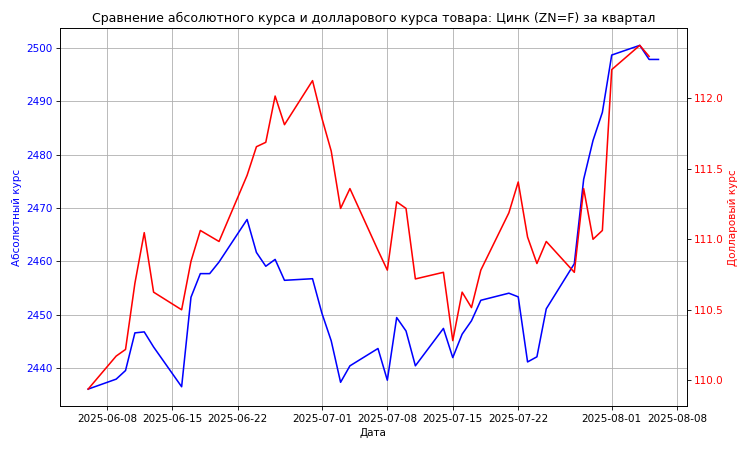 Сравнение абсолютного курса и долларового курса товара: Цинк (ZN=F) за квартал
2500
2490
2480
2470
2460
2450
2440
Абсолютный курс
112.0
111.5
111.0
110.5
110.0
Долларовый курс
2025-06-08 2025-06-15 2025-06-22 2025-07-01 2025-07-08 2025-07-15 2025-07-22 2025-08-01 2025-08-08
Дата